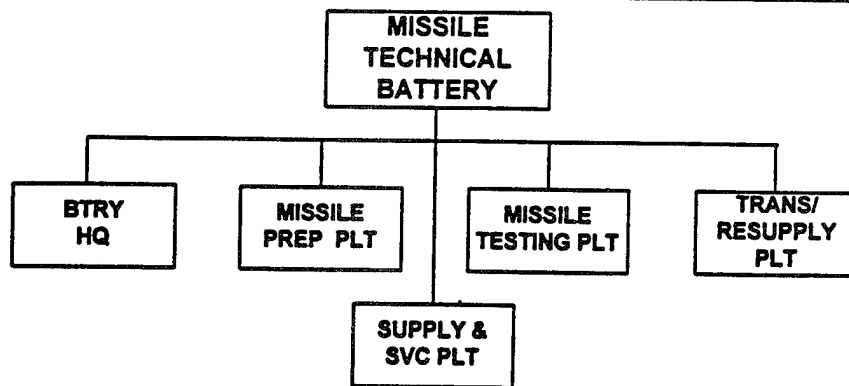 MISSILE
TECHNICAL
BATTERY
BTRY
HQ
MISSILE
PREP PLT
MISSILE
TESTING PLT
TRANS/
RESUPPLY
PLT
SUPPLY &
SVC PLT